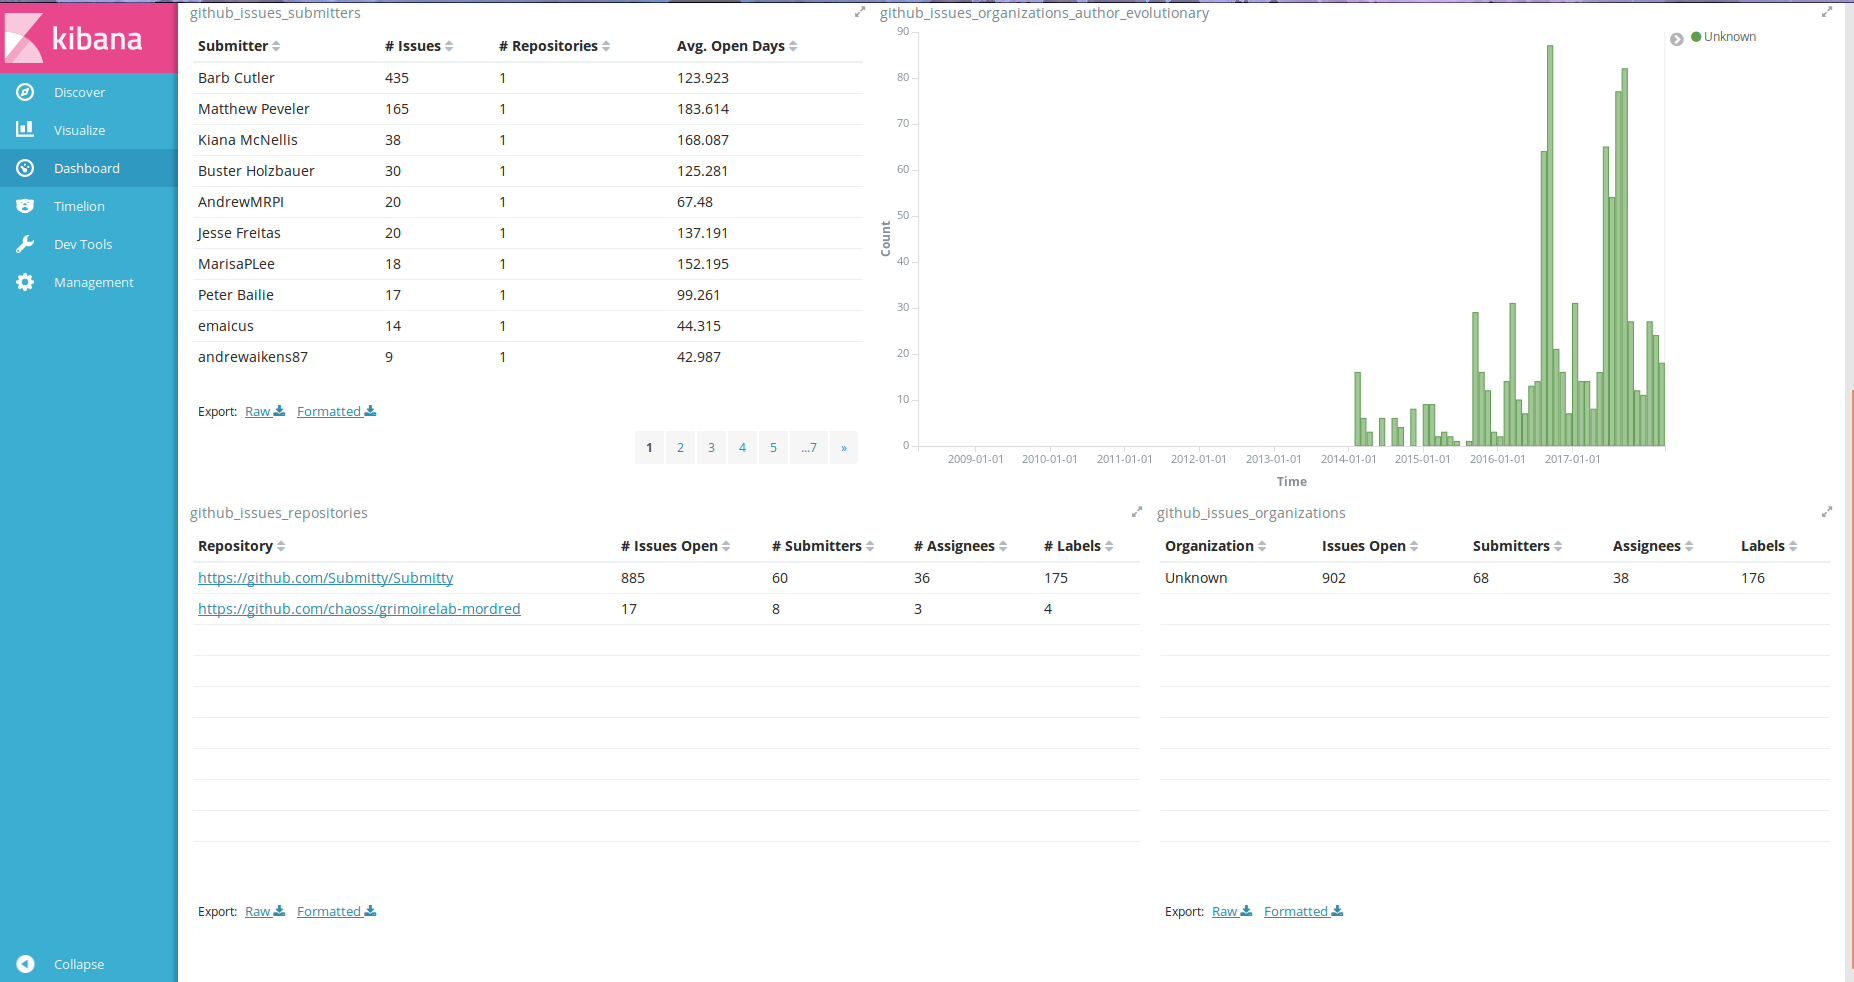 kibana
Discover
Visualize
Dashboard
Timelion
Dev Tools
Management
Collapse
github_issues_submitters
Submitter # Issues # Repositories Avg. Open Days
Barb Cutler 435 1 123.923
Matthew Peveler 165 1 183.614
Kiana McNellis 38 1 168.087
Buster Holzbauer 30 1 125.281
AndrewMRPI 20 1 67.48
Jesse Freitas 20 1 137.191
MarisaPLee 18 1 152.195
Peter Bailie 17 1 99.261
emaicus 14 1 44.315
andrewaikens87 9 1 42.987
Export: Raw Formatted
1 2 3 4 5 ...7 »
github_issues_organizations_author_evolutionary
Unknown
90
80
70
60
50
40
30
20
10
0
Count
2009-01-01 2010-01-01 2011-01-01 2012-01-01 2013-01-01 2014-01-01 2015-01-01 2016-01-01 2017-01-01
Time
github_issues_repositories
Repository # Issues Open # Submitters # Assignees # Labels
https://github.com/Submitty/Submitty 885 60 36 175
https://github.com/chaoss/grimoirelab-mordred 17 8 3 4
Export: Raw Formatted
github_issues_organizations
Organization Issues Open Submitters Assignees Labels
Unknown 902 68 38 176
Export: Raw Formatted